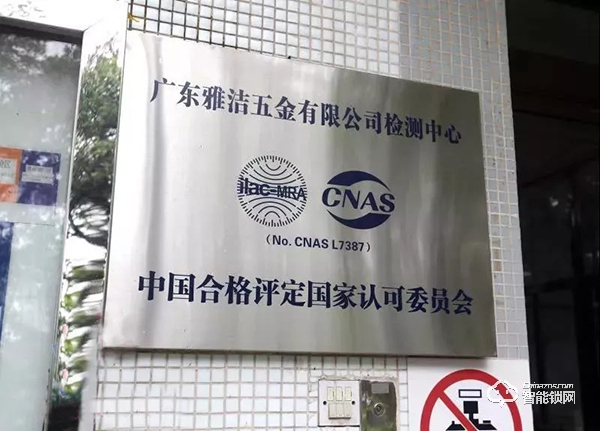 广东雅洁五金有限公司检测中心
ilac-MRA
CNAS
(No. CNAS L7387)
中国合格评定国家认可委员会
智能锁网